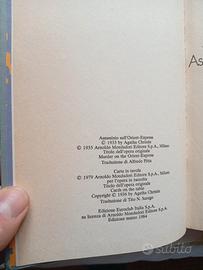 Assassinio sull'Orient-Express
© 1933 by Agatha Christie
© 1935 Arnoldo Mondadori Editore S.p.A., Milano
Titolo dell'opera originale
Murder on the Orient-Express
Traduzione di Alfredo Pitta
Carte in tavola
© 1979 Arnoldo Mondadori Editore S.p.A., Milano
per l'opera in raccolta
Titolo dell'opera originale
Cards on the table
Copyright © 1936 by Agatha Christie
Traduzione di Tito N. Sarego
Edizione Euroclub Italia S.p.A.
su licenza di Arnoldo Mondadori Editore S.p.A.
Edizione marzo 1984
As
subito